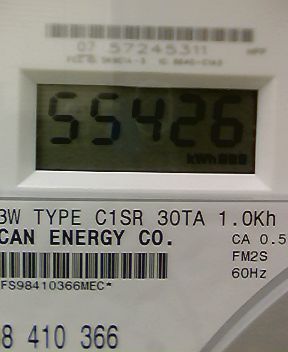 07 57245311
55426
kWh
3W TYPE C1SR 30TA 1.0Kh
CAN ENERGY CO.
CA 0.5
FM2S
60Hz
FS98410366MEC*
8 410 366